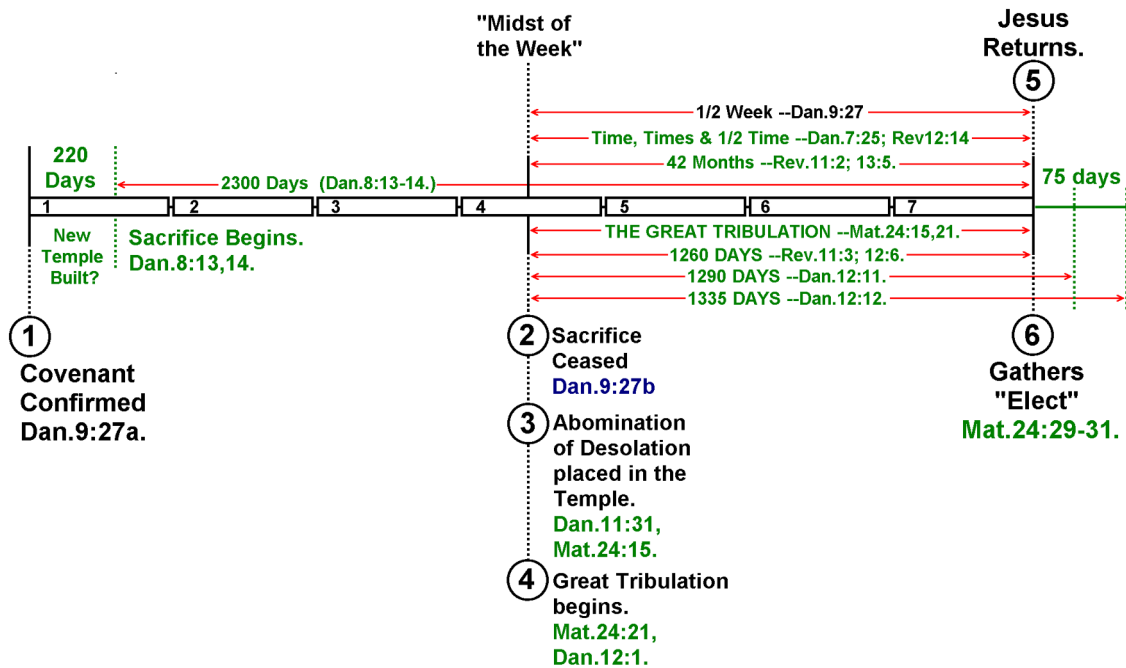 "Midst of
the Week"
Jesus
Returns.
5
1/2 Week --Dan.9:27
Time, Times & 1/2 Time --Dan.7:25; Rev12:14
42 Months --Rev.11:2; 13:5.
220
Days
2300 Days (Dan.8:13-14.)
75 days
1 2 3 4 5 6 7
New
Temple
Built?
Sacrifice Begins.
Dan.8:13,14.
THE GREAT TRIBULATION --Mat.24:15,21.
1260 DAYS --Rev.11:3; 12:6.
1290 DAYS --Dan.12:11.
1335 DAYS --Dan.12:12.
1
Covenant
Confirmed
Dan.9:27a.
2
Sacrifice
Ceased
Dan.9:27b
3
Abomination
of Desolation
placed in the
Temple.
Dan.11:31,
Mat.24:15.
4
Great Tribulation
begins.
Mat.24:21,
Dan.12:1.
6
Gathers
"Elect"
Mat.24:29-31.